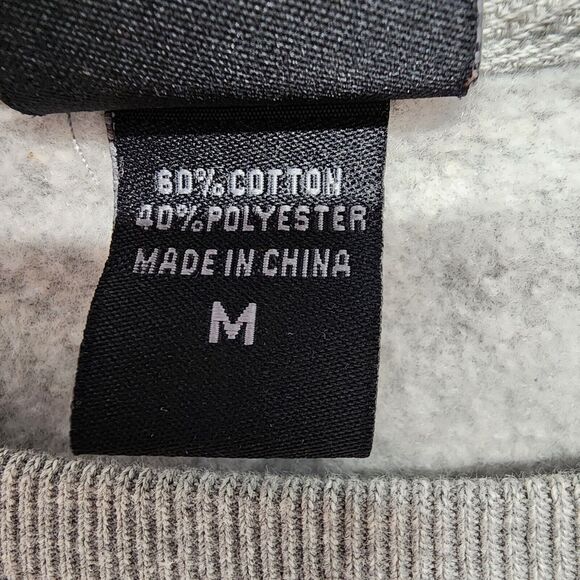 60% COTTON
40% POLYESTER
MADE IN CHINA
M